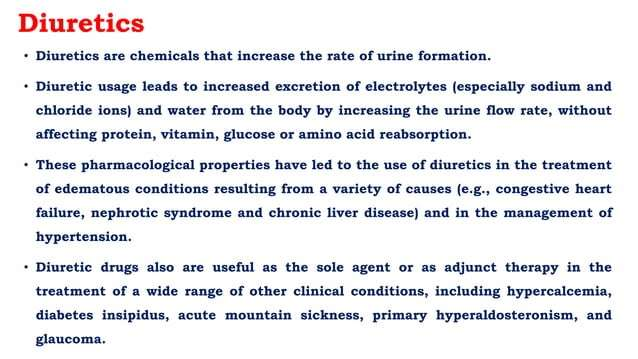 Diuretics
• Diuretics are chemicals that increase the rate of urine formation.
• Diuretic usage leads to increased excretion of electrolytes (especially sodium and
chloride ions) and water from the body by increasing the urine flow rate, without
affecting protein, vitamin, glucose or amino acid reabsorption.
• These pharmacological properties have led to the use of diuretics in the treatment
of edematous conditions resulting from a variety of causes (e.g., congestive heart
failure, nephrotic syndrome and chronic liver disease) and in the management of
hypertension.
• Diuretic drugs also are useful as the sole agent or as adjunct therapy in the
treatment of a wide range of other clinical conditions, including hypercalcemia,
diabetes insipidus, acute mountain sickness, primary hyperaldosteronism, and
glaucoma.